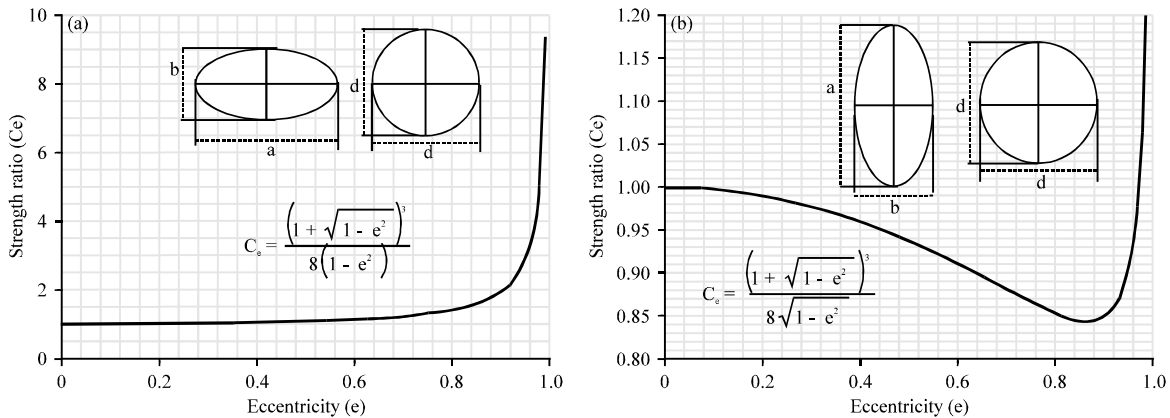 (a)
10
8
6
4
2
0
Strength ratio (Ce)
b
a
d
d
C_e = (1 + √(1 - e²))³ / 8(1 - e²)
0 0.2 0.4 0.6 0.8 1.0
Eccentricity (e)
(b)
1.20
1.15
1.10
1.05
1.00
0.95
0.90
0.85
0.80
Strength ratio (Ce)
a
b
d
d
C_e = (1 + √(1 - e²))³ / 8√(1 - e²)
0 0.2 0.4 0.6 0.8 1.0
Eccentricity (e)